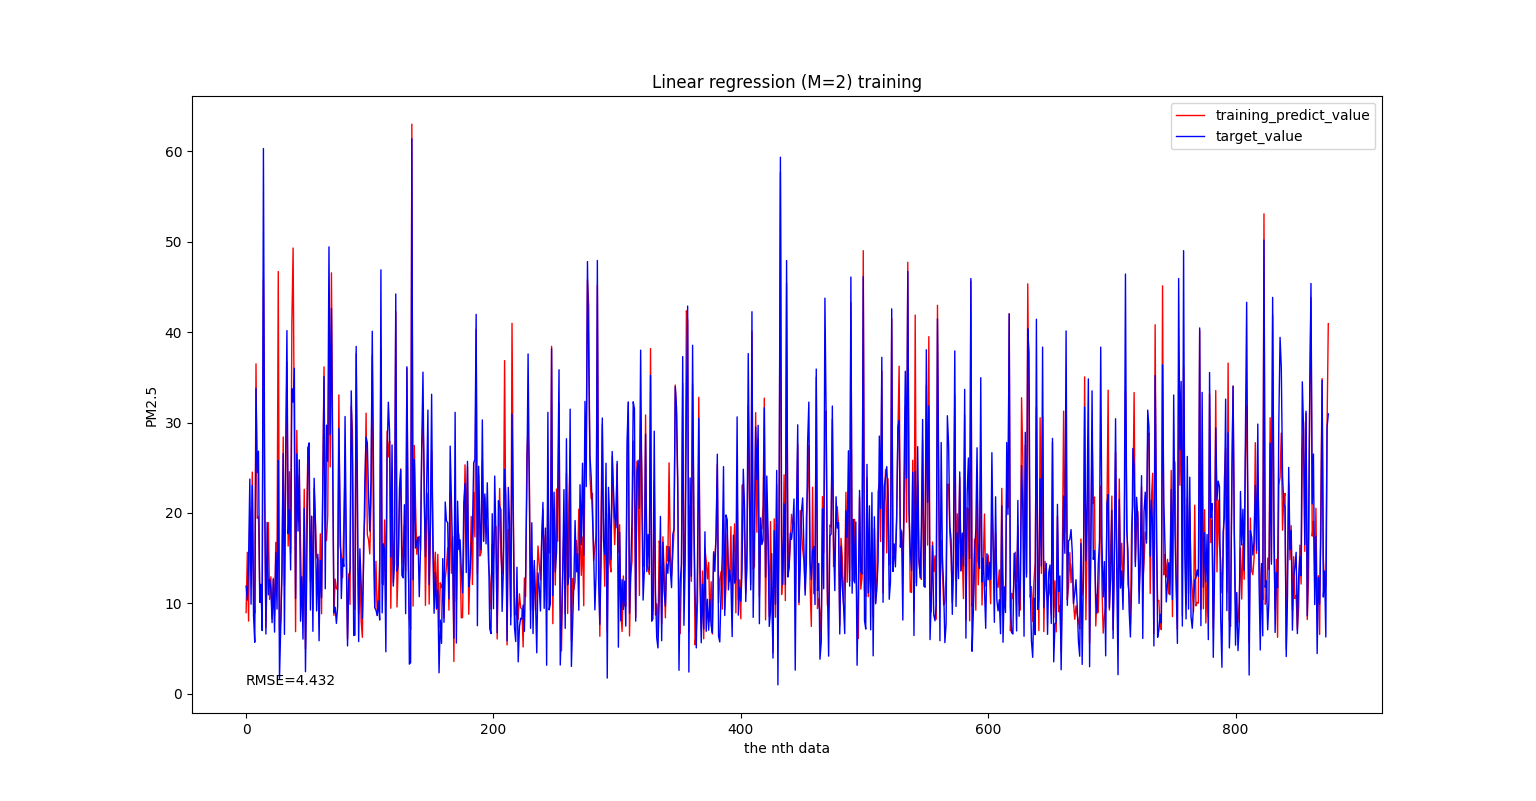 Linear regression (M=2) training
training_predict_value
target_value
PM2.5
60
50
40
30
20
10
0
RMSE=4.432
0
200
400
600
800
the nth data